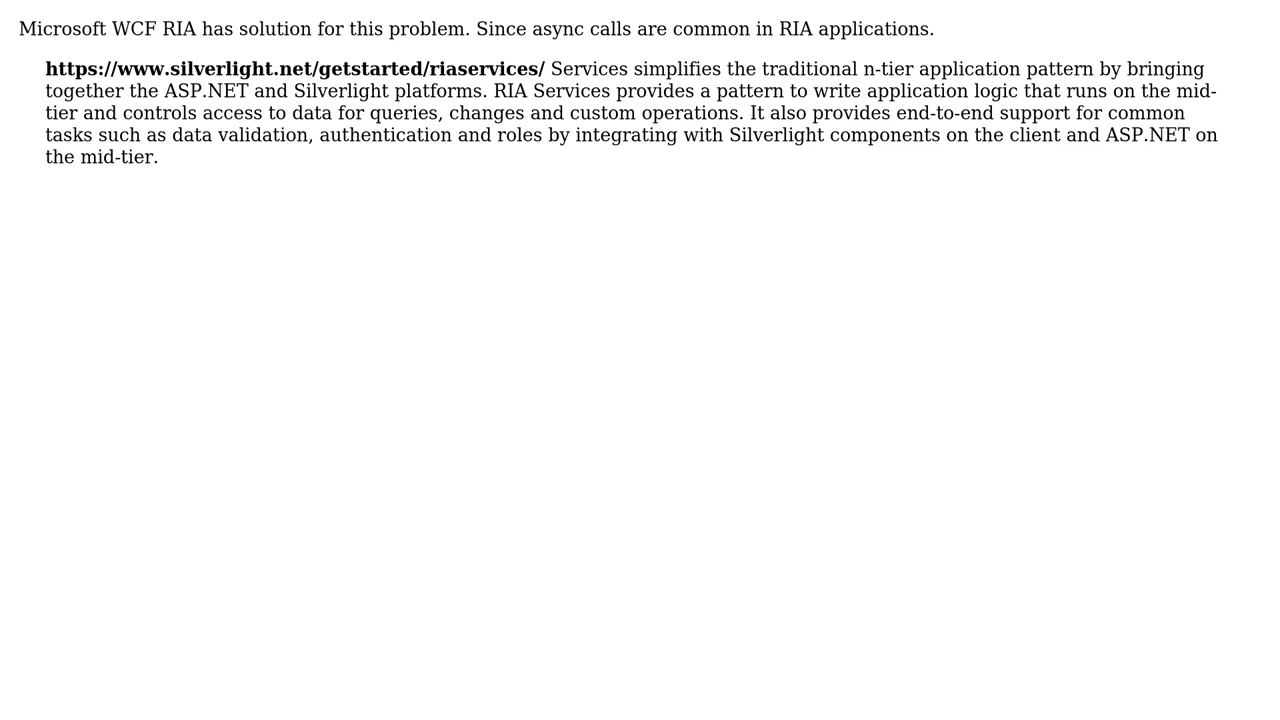 Microsoft WCF RIA has solution for this problem. Since async calls are common in RIA applications.
https://www.silverlight.net/getstarted/riaservices/ Services simplifies the traditional n-tier application pattern by bringing
together the ASP.NET and Silverlight platforms. RIA Services provides a pattern to write application logic that runs on the mid-
tier and controls access to data for queries, changes and custom operations. It also provides end-to-end support for common
tasks such as data validation, authentication and roles by integrating with Silverlight components on the client and ASP.NET on
the mid-tier.